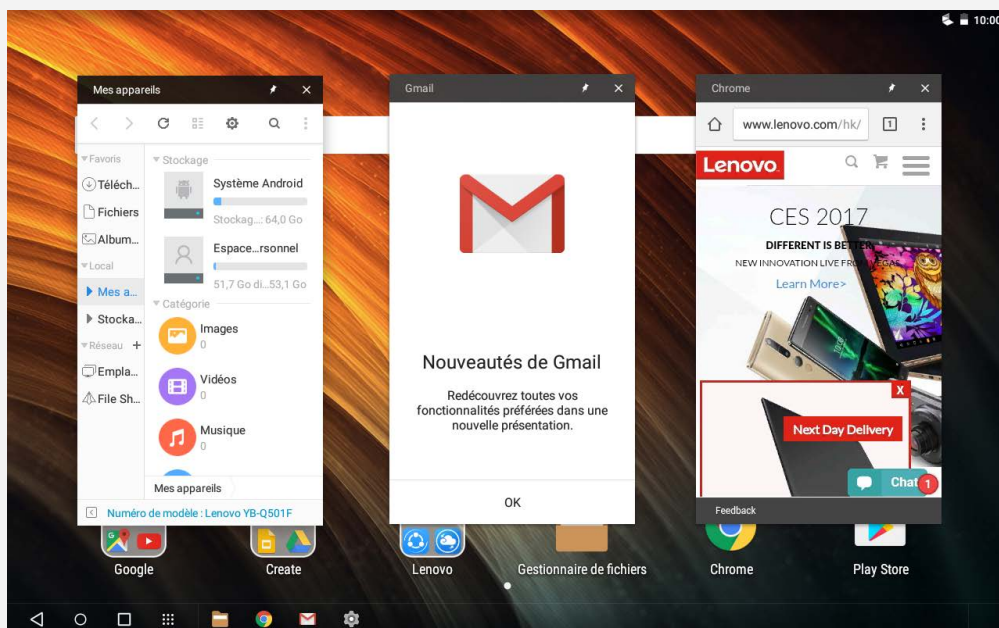 10:00
Mes appareils
Favoris
Téléch...
Fichiers
Album...
Local
Mes a...
Stocka...
Réseau +
Empla...
File Sh...
Stockage
Système Android
Stockag...: 64,0 Go
Espace...rsonnel
51,7 Go di...53,1 Go
Catégorie
Images
0
Vidéos
0
Musique
0
Mes appareils
Numéro de modèle : Lenovo YB-Q501F
Gmail
Nouveautés de Gmail
Redécouvrez toutes vos
fonctionnalités préférées dans une
nouvelle présentation.
OK
Chrome
www.lenovo.com/hk/
1
Lenovo
CES 2017
DIFFERENT IS BETTER
NEW INNOVATION LIVE FROM VEGAS
Learn More>
X
Next Day Delivery
Chat
1
Feedback
Google
Create
Lenovo
Gestionnaire de fichiers
Chrome
Play Store